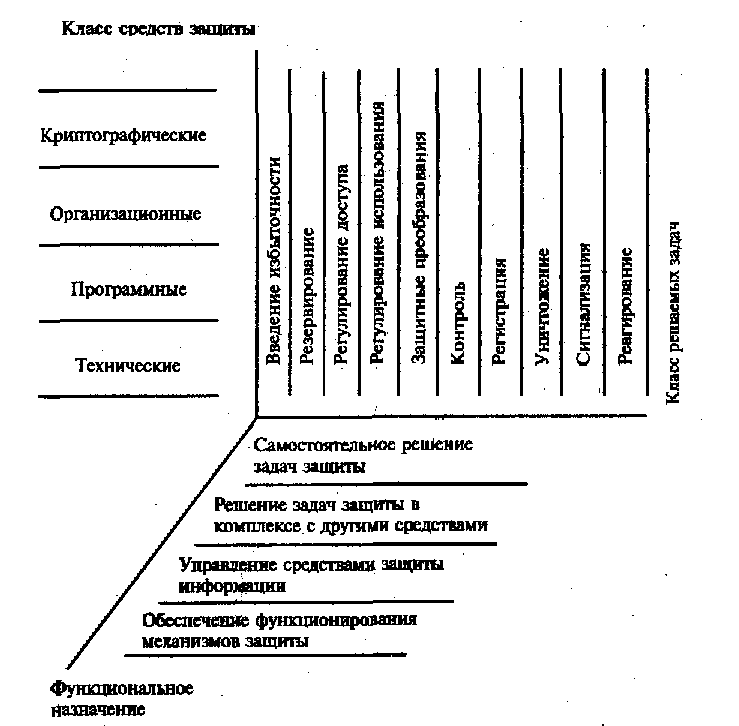 Класс средств защиты
Криптографические
Организационные
Программные
Технические
Введение избыточности
Резервирование
Регулирование доступа
Регулирование использования
Защитные преобразования
Контроль
Регистрация
Уничтожение
Сигнализация
Реагирование
Класс решаемых задач
Самостоятельное решение
задач защиты
Решение задач защиты в
комплексе с другими средствами
Управление средствами защиты
информации
Обеспечение функционирования
механизмов защиты
Функциональное
назначение